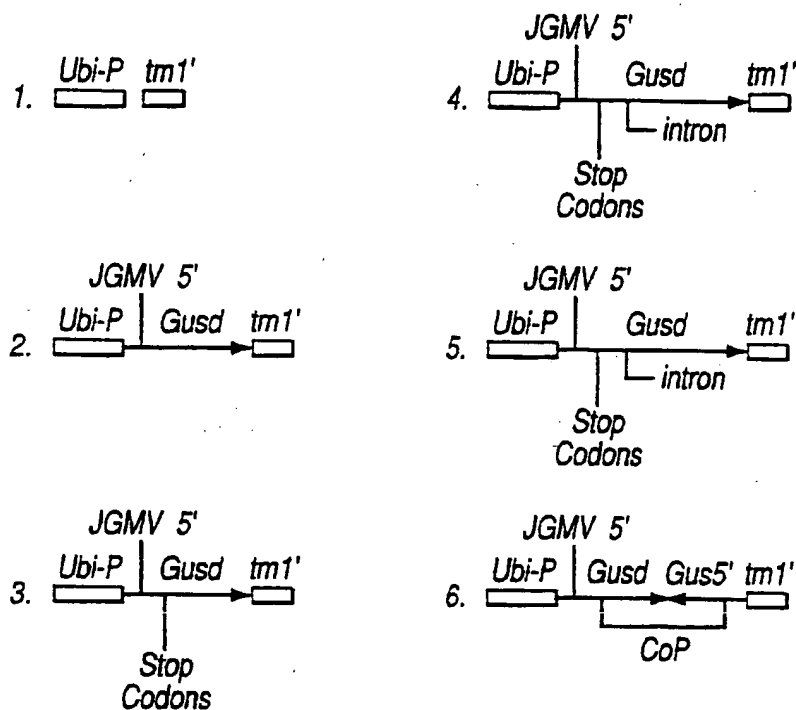 1.
Ubi-P tm1'
2.
JGMV 5'
Ubi-P Gusd tm1'
3.
JGMV 5'
Ubi-P Gusd tm1'
Stop
Codons
4.
JGMV 5'
Ubi-P Gusd tm1'
intron
Stop
Codons
5.
JGMV 5'
Ubi-P Gusd tm1'
intron
Stop
Codons
6.
JGMV 5'
Ubi-P Gusd Gus5' tm1'
CoP